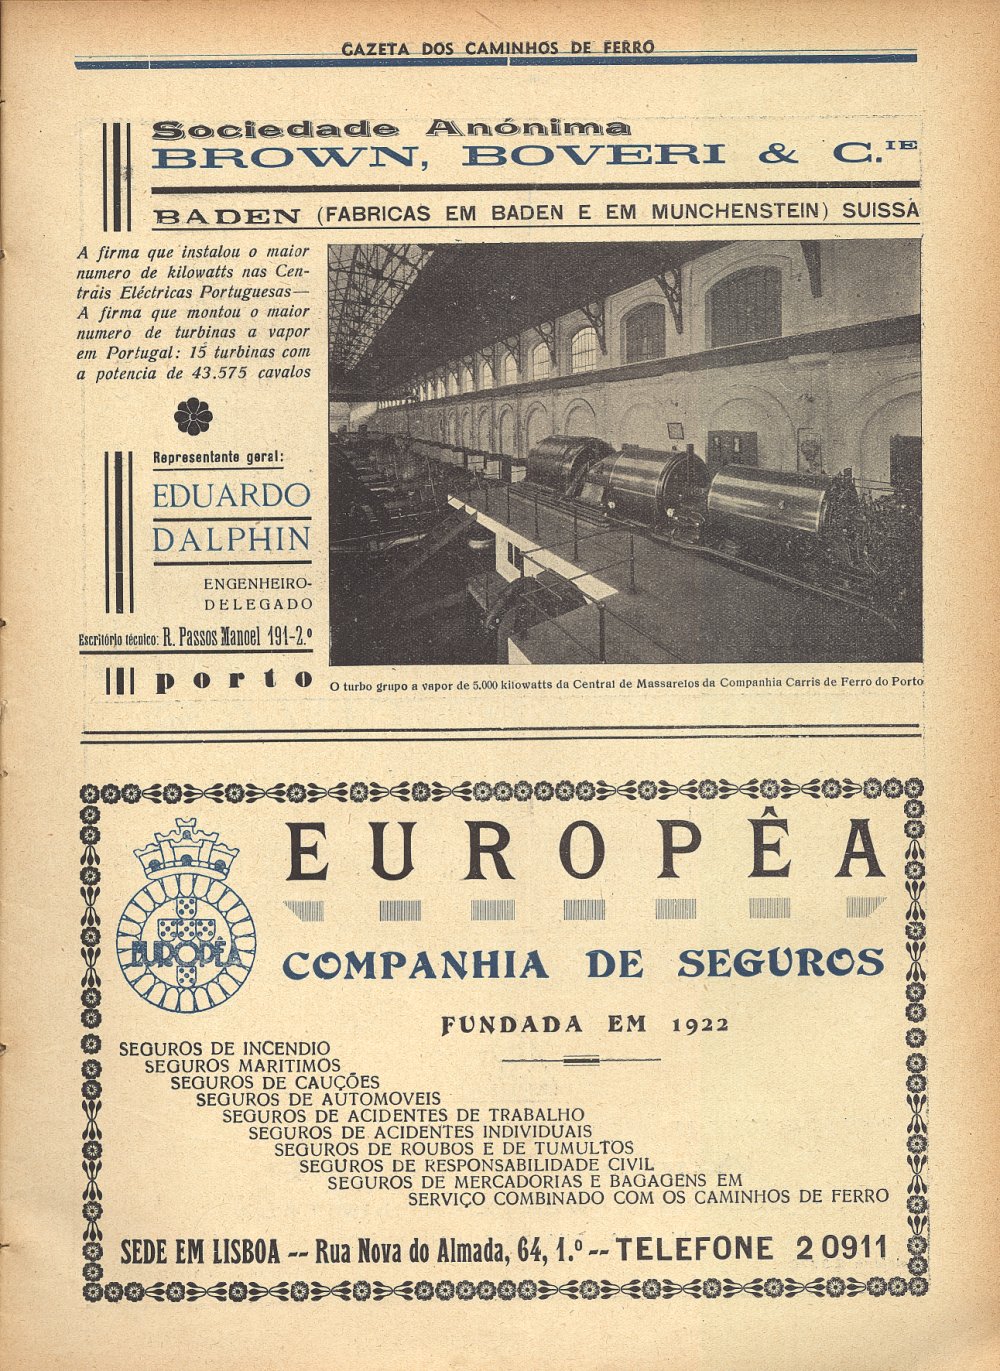 GAZETA DOS CAMINHOS DE FERRO
Sociedade Anónima
BROWN, BOVERI & C.IE
BADEN (FABRICAS EM BADEN E EM MUNCHENSTEIN) SUISSA
A firma que instalou o maior
numero de kilowatts nas Cen-
trais Eléctricas Portuguesas—
A firma que montou o maior
numero de turbinas a vapor
em Portugal: 15 turbinas com
a potencia de 43.575 cavalos
Representante geral:
EDUARDO
DALPHIN
ENGENHEIRO-
DELEGADO
Escritório técnico: R. Passos Manoel 191-2.º
porto
O turbo grupo a vapor de 5.000 kilowatts da Central de Massarelos da Companhia Carris de Ferro do Porto
EUROPÊA
EUROPÊA
COMPANHIA DE SEGUROS
FUNDADA EM 1922
SEGUROS DE INCENDIO
SEGUROS MARITIMOS
SEGUROS DE CAUÇÕES
SEGUROS DE AUTOMOVEIS
SEGUROS DE ACIDENTES DE TRABALHO
SEGUROS DE ACIDENTES INDIVIDUAIS
SEGUROS DE ROUBOS E DE TUMULTOS
SEGUROS DE RESPONSABILIDADE CIVIL
SEGUROS DE MERCADORIAS E BAGAGENS EM
SERVIÇO COMBINADO COM OS CAMINHOS DE FERRO
SEDE EM LISBOA -- Rua Nova do Almada, 64, 1.º -- TELEFONE 2 0911